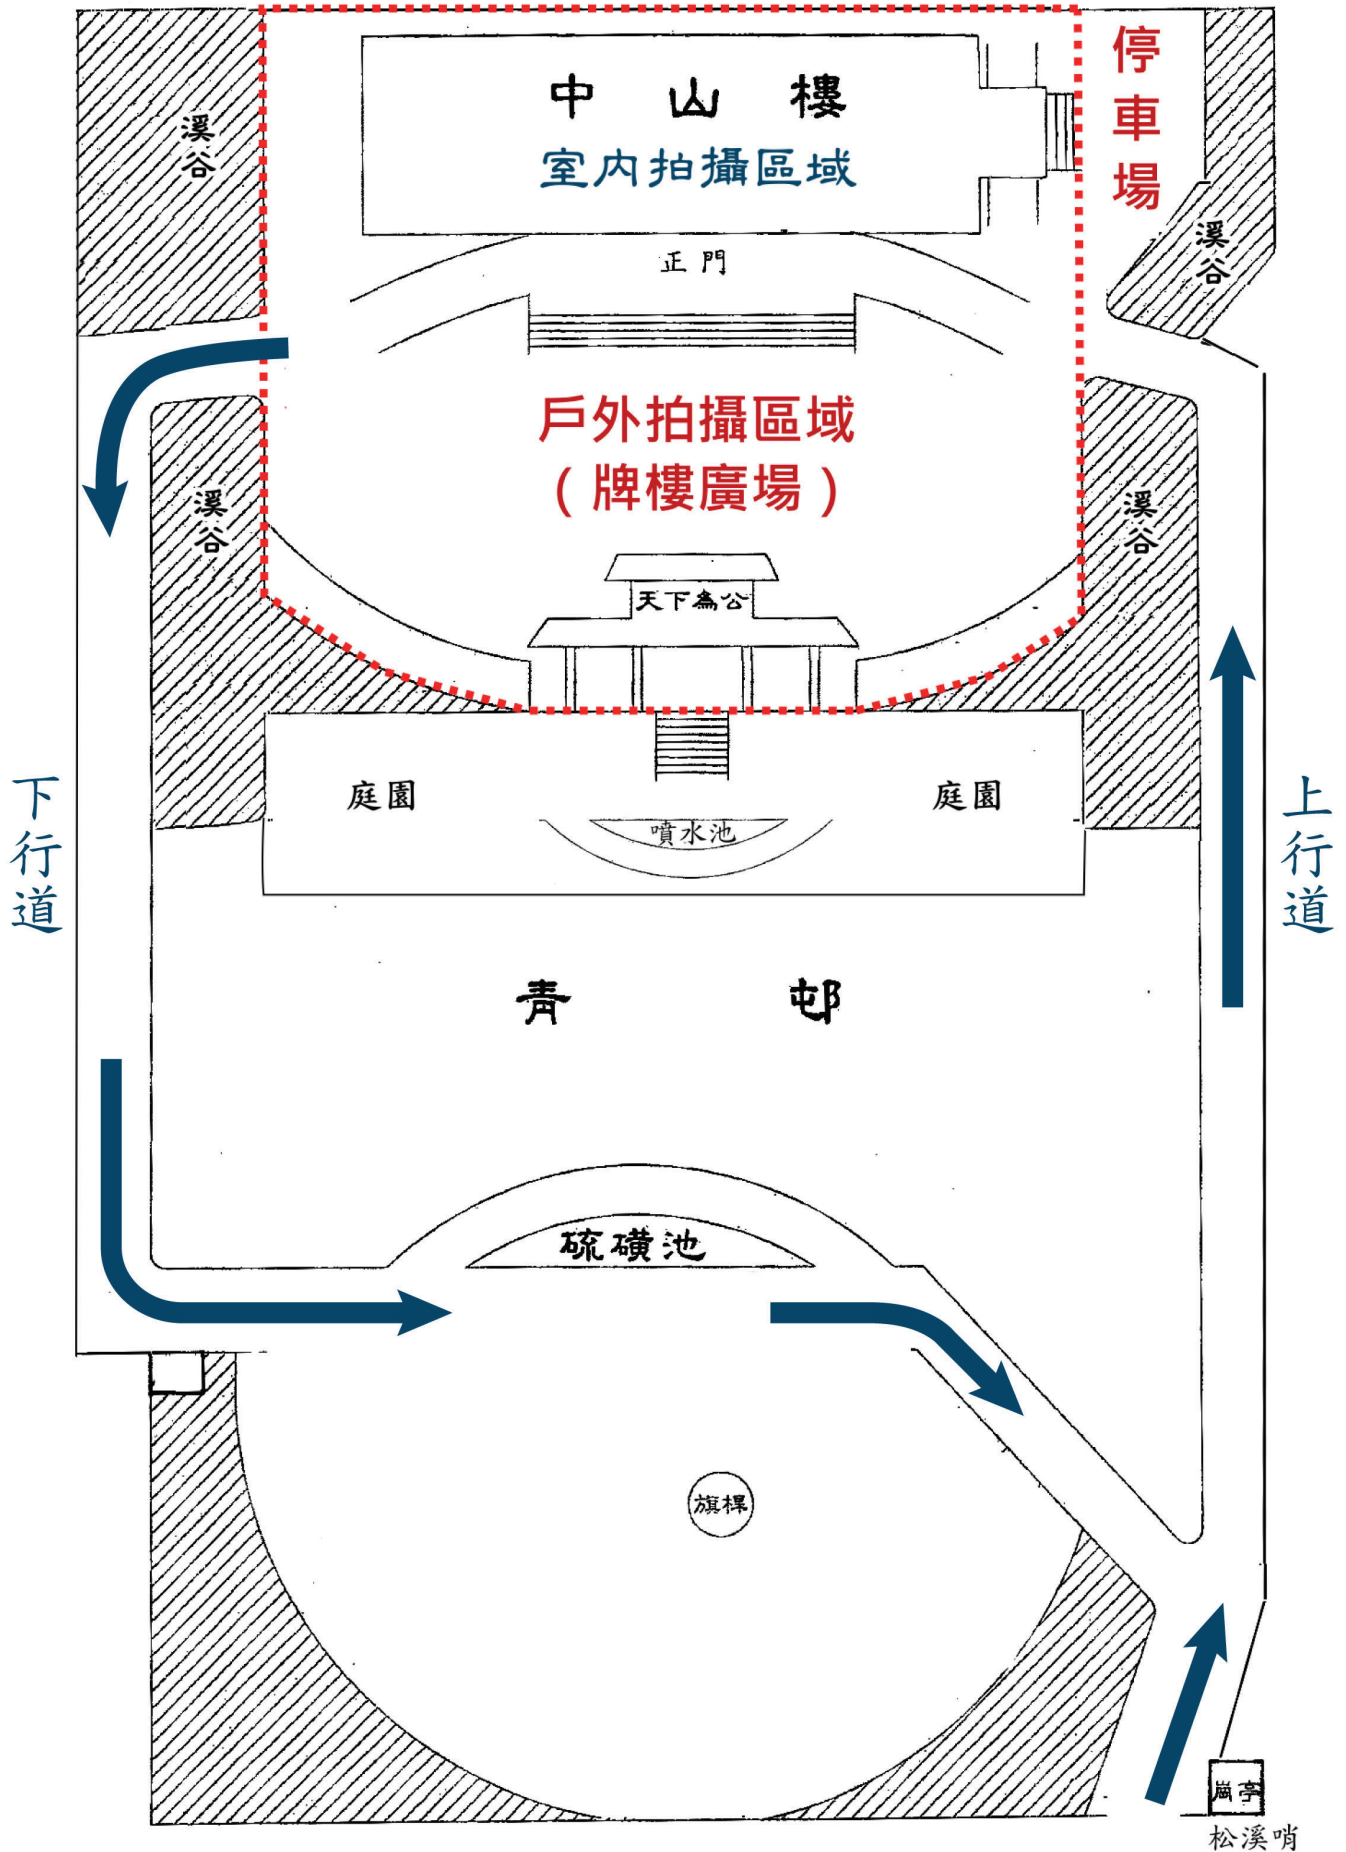 中山樓
室內拍攝區域
停車場
溪谷
溪谷
正門
戶外拍攝區域
(牌樓廣場)
溪谷
溪谷
天下為公
庭園
庭園
噴水池
下行道
上行道
青邨
硫磺池
旗桿
崗亭
松溪哨